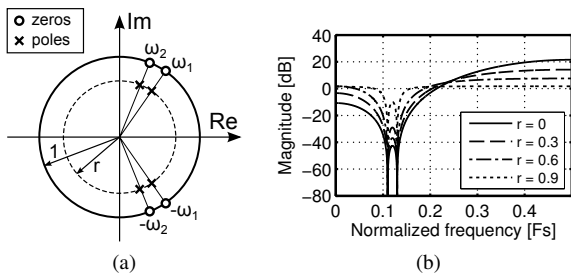 zeros
poles
Im
ω2
ω1
Re
1
r
-ω1
-ω2
(a)
Magnitude [dB]
40
20
0
−20
−40
−60
−80
r = 0
r = 0.3
r = 0.6
r = 0.9
0
0.1
0.2
0.3
0.4
Normalized frequency [Fs]
(b)